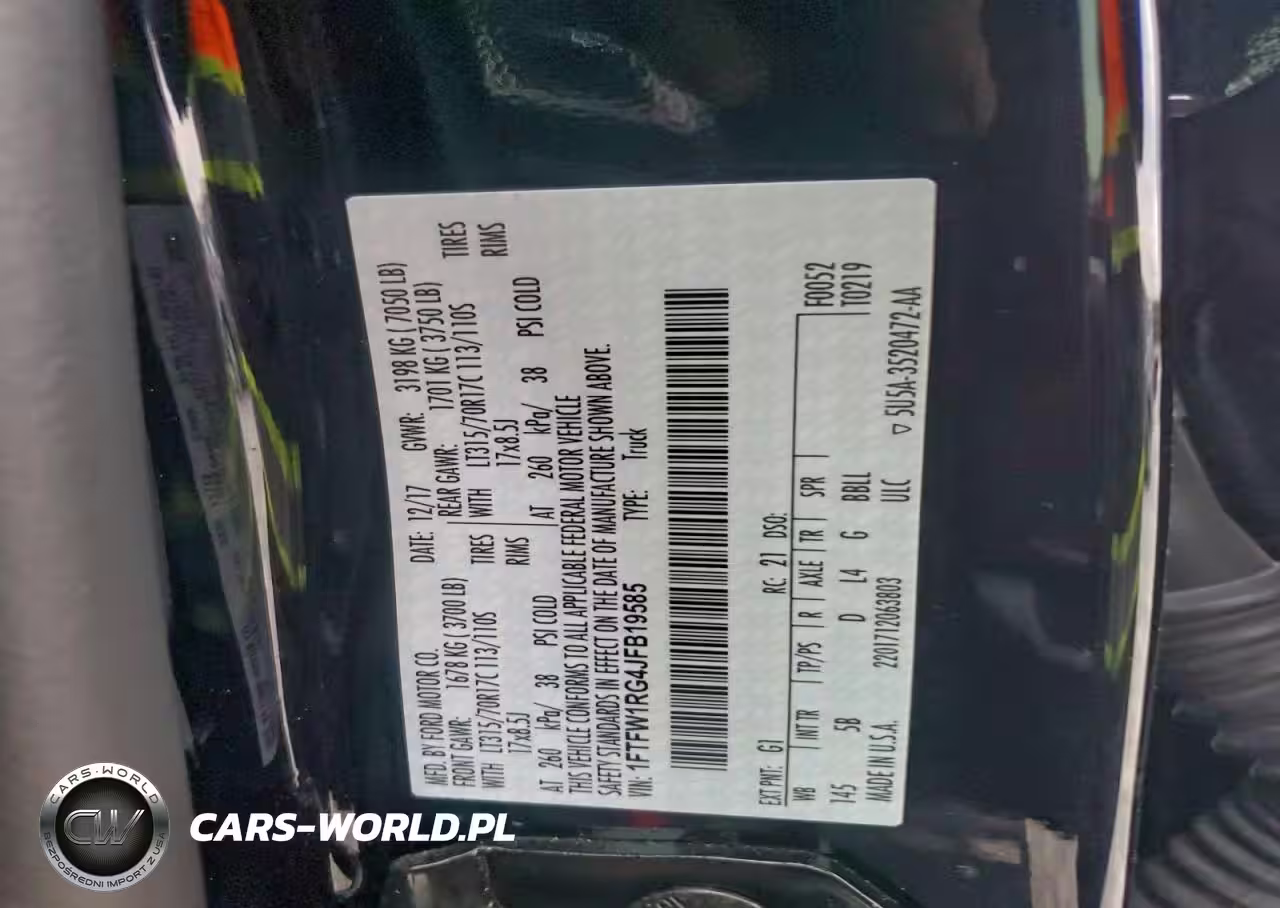 MFD. BY FORD MOTOR CO. DATE: 12/17 GVWR: 3198 KG ( 7050 LB)
FRONT GAWR: 1678 KG ( 3700 LB) REAR GAWR: 1701 KG ( 3750 LB)
WITH LT315/70R17C 113/110S TIRES WITH LT315/70R17C 113/110S TIRES
17x8.5J RIMS 17x8.5J RIMS
AT 260 kPa/ 38 PSI COLD AT 260 kPa/ 38 PSI COLD
THIS VEHICLE CONFORMS TO ALL APPLICABLE FEDERAL MOTOR VEHICLE
SAFETY STANDARDS IN EFFECT ON THE DATE OF MANUFACTURE SHOWN ABOVE.
VIN: 1FTFW1RG4JFB19585 TYPE: Truck
EXT PNT: G1 RC: 21 DSO:
WB INT TR TP/PS R AXLE TR SPR F0052
145 5B D L4 G BBLL T0219
MADE IN U.S.A. 2201712063803 ULC ▽ 5U5A-3520472-AA
CARS-WORLD
CW
BEZPOŚREDNI IMPORT Z USA
CARS-WORLD.PL